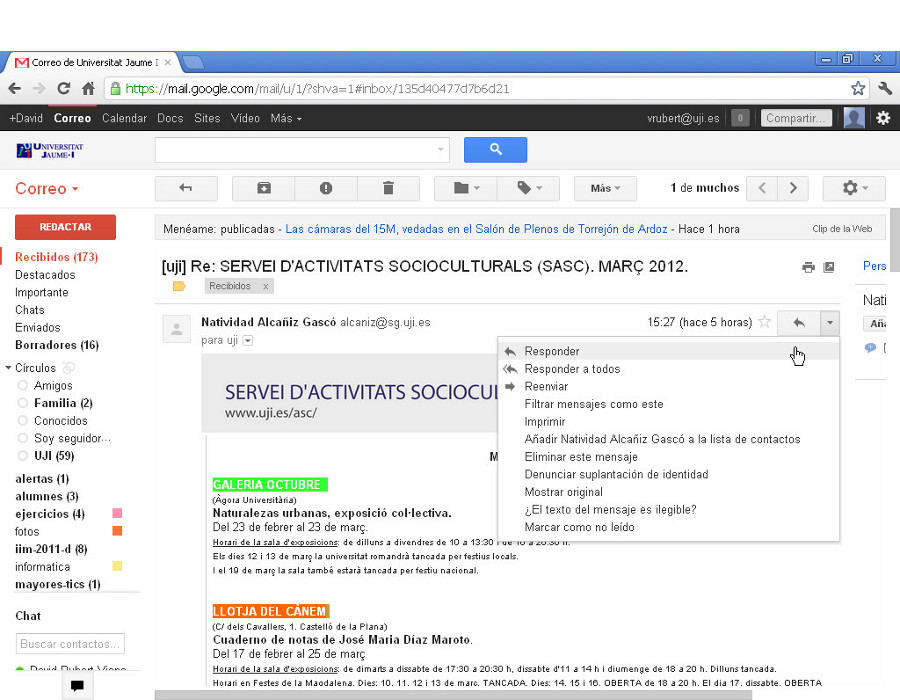 Correo de Universitat Jaume I
https://mail.google.com/mail/u/1/?shva=1#inbox/135d40477d7b6d21
+David Correo Calendar Docs Sites Vídeo Más vrubert@uji.es 0 Compartir...
UNIVERSITAT
JAUME·I
Correo
Más
1 de muchos
REDACTAR
Recibidos (173)
Destacados
Importante
Chats
Enviados
Borradores (16)
Círculos
Amigos
Familia (2)
Conocidos
Soy seguidor...
UJI (59)
alertas (1)
alumnes (3)
ejercicios (4)
fotos
iim-2011-d (8)
informatica
mayores-tics (1)
Chat
Buscar contactos...
Menéame: publicadas - Las cámaras del 15M, vedadas en el Salón de Plenos de Torrejón de Ardoz - Hace 1 hora Clip de la Web
[uji] Re: SERVEI D'ACTIVITATS SOCIOCULTURALS (SASC). MARÇ 2012.
Recibidos x
Natividad Alcañiz Gascó alcaniz@sg.uji.es 15:27 (hace 5 horas)
para uji
Responder
Responder a todos
Reenviar
Filtrar mensajes como este
Imprimir
Añadir Natividad Alcañiz Gascó a la lista de contactos
Eliminar este mensaje
Denunciar suplantación de identidad
Mostrar original
¿El texto del mensaje es ilegible?
Marcar como no leído
SERVEI D'ACTIVITATS SOCIOCUL
www.uji.es/asc/
M
GALERIA OCTUBRE
(Àgora Universitària)
Naturalezas urbanas, exposició col·lectiva.
Del 23 de febrer al 23 de març.
Horari de la sala d'exposicions: de dilluns a divendres de 10 a 13:30 i de 18 a 20:30 h.
Els dies 12 i 13 de març la universitat romandrà tancada per festius locals.
I el 19 de març la sala també estarà tancada per festiu nacional.
LLOTJA DEL CÀNEM
(C/ dels Cavallers, 1. Castelló de la Plana)
Cuaderno de notas de José Maria Díaz Maroto.
Del 17 de febrer al 25 de març
Horari de la sala d'exposicions: de dimarts a dissabte de 17:30 a 20:30 h, dissabte d'11 a 14 h i diumenge de 18 a 20 h. Dilluns tancada.
Horari en Festes de la Magdalena. Dies: 10, 11, 12 i 13 de març, TANCADA. Dies: 14, 15 i 16, OBERTA de 18 a 20 h. El dia 17, dissabte, OBERTA
Pers
Nati
Aña